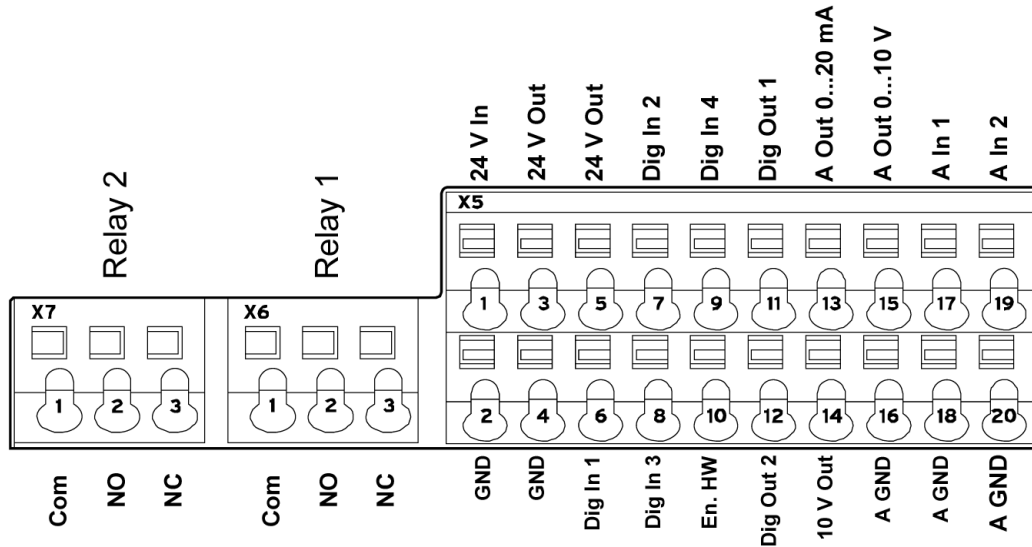 24 V In
24 V Out
24 V Out
Dig In 2
Dig In 4
Dig Out 1
A Out 0...20 mA
A Out 0...10 V
A In 1
A In 2
Relay 2
Relay 1
X5
1 3 5 7 9 11 13 15 17 19
X7
X6
1 2 3
1 2 3
2 4 6 8 10 12 14 16 18 20
Com
NO
NC
Com
NO
NC
GND
GND
Dig In 1
Dig In 3
En. HW
Dig Out 2
10 V Out
A GND
A GND
A GND